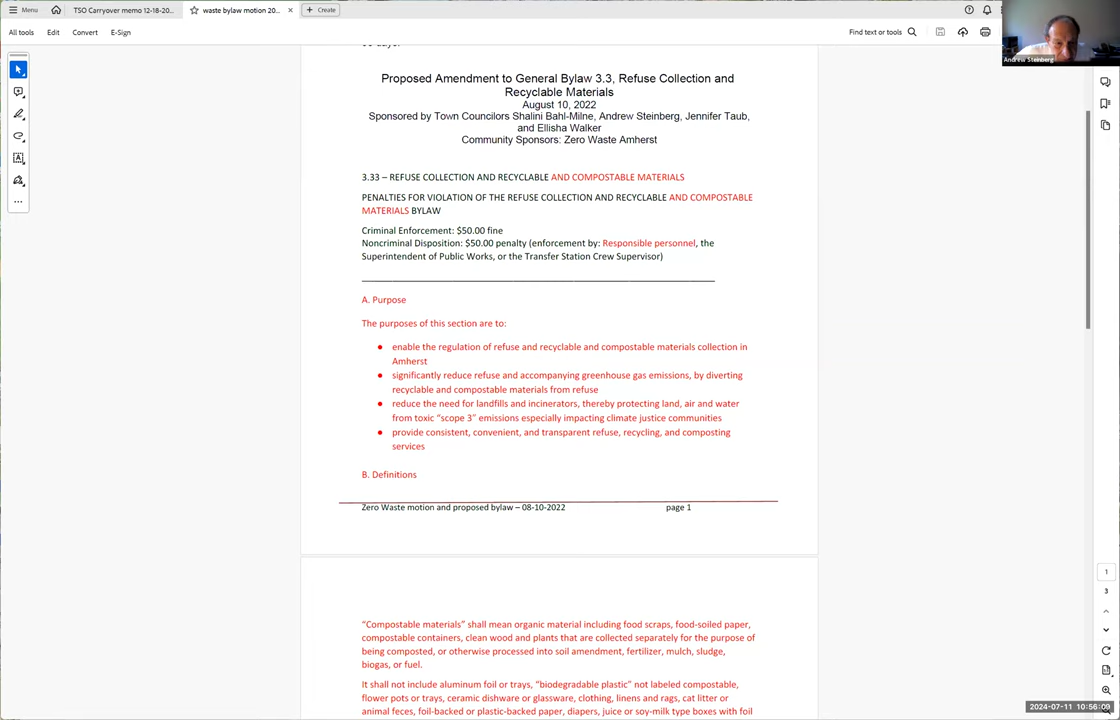 Menu
TSO Carryover memo 12-18-20...
waste bylaw motion 20...
Create
All tools
Edit
Convert
E-Sign
Find text or tools
Andrew Steinberg
Proposed Amendment to General Bylaw 3.3, Refuse Collection and
Recyclable Materials
August 10, 2022
Sponsored by Town Councilors Shalini Bahl-Milne, Andrew Steinberg, Jennifer Taub,
and Ellisha Walker
Community Sponsors: Zero Waste Amherst
3.33 – REFUSE COLLECTION AND RECYCLABLE AND COMPOSTABLE MATERIALS
PENALTIES FOR VIOLATION OF THE REFUSE COLLECTION AND RECYCLABLE AND COMPOSTABLE
MATERIALS BYLAW
Criminal Enforcement: $50.00 fine
Noncriminal Disposition: $50.00 penalty (enforcement by: Responsible personnel, the
Superintendent of Public Works, or the Transfer Station Crew Supervisor)
A. Purpose
The purposes of this section are to:
● enable the regulation of refuse and recyclable and compostable materials collection in
Amherst
● significantly reduce refuse and accompanying greenhouse gas emissions, by diverting
recyclable and compostable materials from refuse
● reduce the need for landfills and incinerators, thereby protecting land, air and water
from toxic “scope 3” emissions especially impacting climate justice communities
● provide consistent, convenient, and transparent refuse, recycling, and composting
services
B. Definitions
Zero Waste motion and proposed bylaw – 08-10-2022 page 1
1
3
“Compostable materials” shall mean organic material including food scraps, food-soiled paper,
compostable containers, clean wood and plants that are collected separately for the purpose of
being composted, or otherwise processed into soil amendment, fertilizer, mulch, sludge,
biogas, or fuel.
It shall not include aluminum foil or trays, “biodegradable plastic” not labeled compostable,
flower pots or trays, ceramic dishware or glassware, clothing, linens and rags, cat litter or
animal feces, foil-backed or plastic-backed paper, diapers, juice or soy-milk type boxes with foil